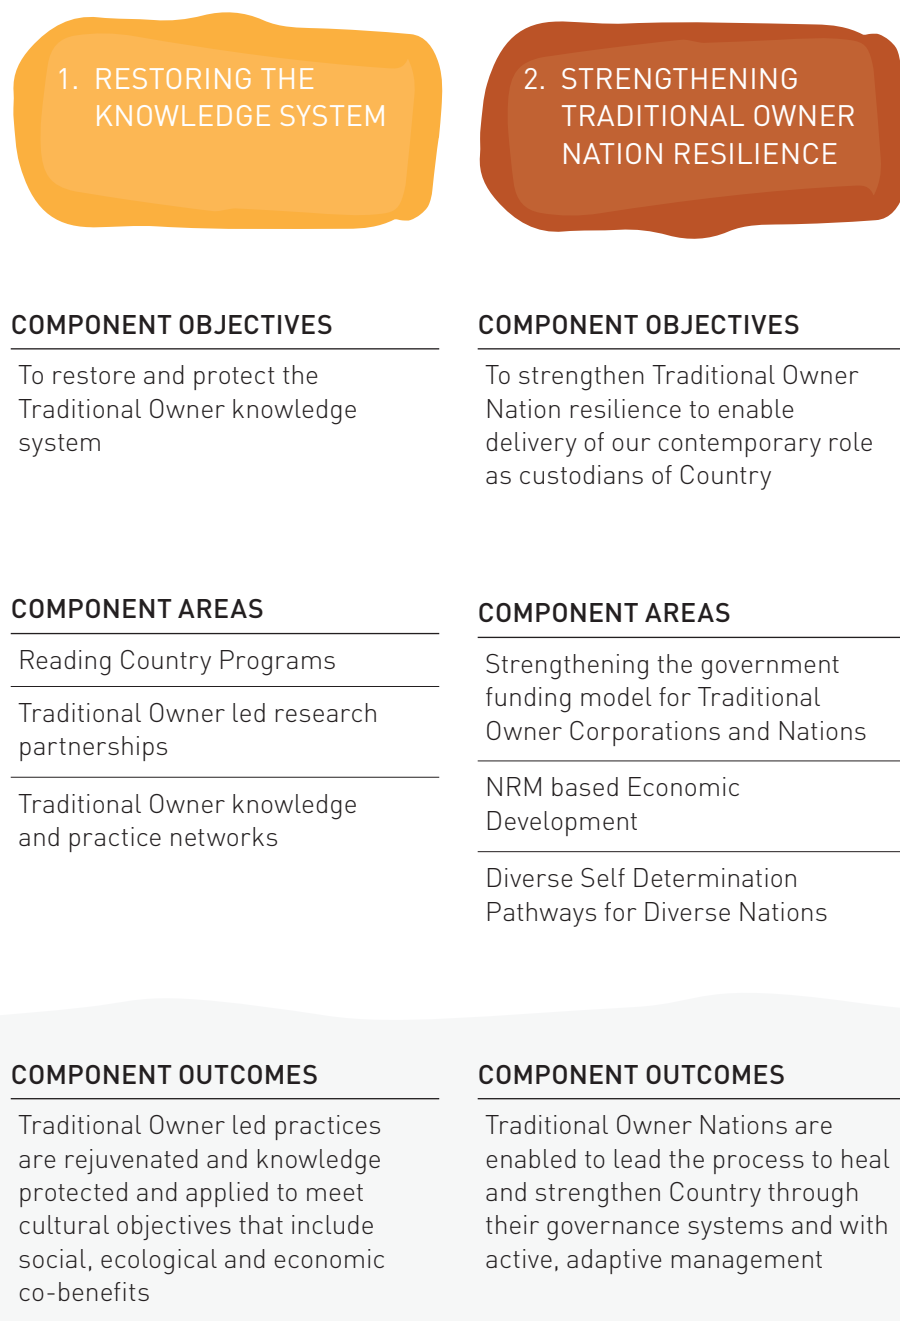 1. RESTORING THE
KNOWLEDGE SYSTEM
COMPONENT OBJECTIVES
To restore and protect the
Traditional Owner knowledge
system
COMPONENT AREAS
Reading Country Programs
Traditional Owner led research
partnerships
Traditional Owner knowledge
and practice networks
COMPONENT OUTCOMES
Traditional Owner led practices
are rejuvenated and knowledge
protected and applied to meet
cultural objectives that include
social, ecological and economic
co-benefits
2. STRENGTHENING
TRADITIONAL OWNER
NATION RESILIENCE
COMPONENT OBJECTIVES
To strengthen Traditional Owner
Nation resilience to enable
delivery of our contemporary role
as custodians of Country
COMPONENT AREAS
Strengthening the government
funding model for Traditional
Owner Corporations and Nations
NRM based Economic
Development
Diverse Self Determination
Pathways for Diverse Nations
COMPONENT OUTCOMES
Traditional Owner Nations are
enabled to lead the process to heal
and strengthen Country through
their governance systems and with
active, adaptive management